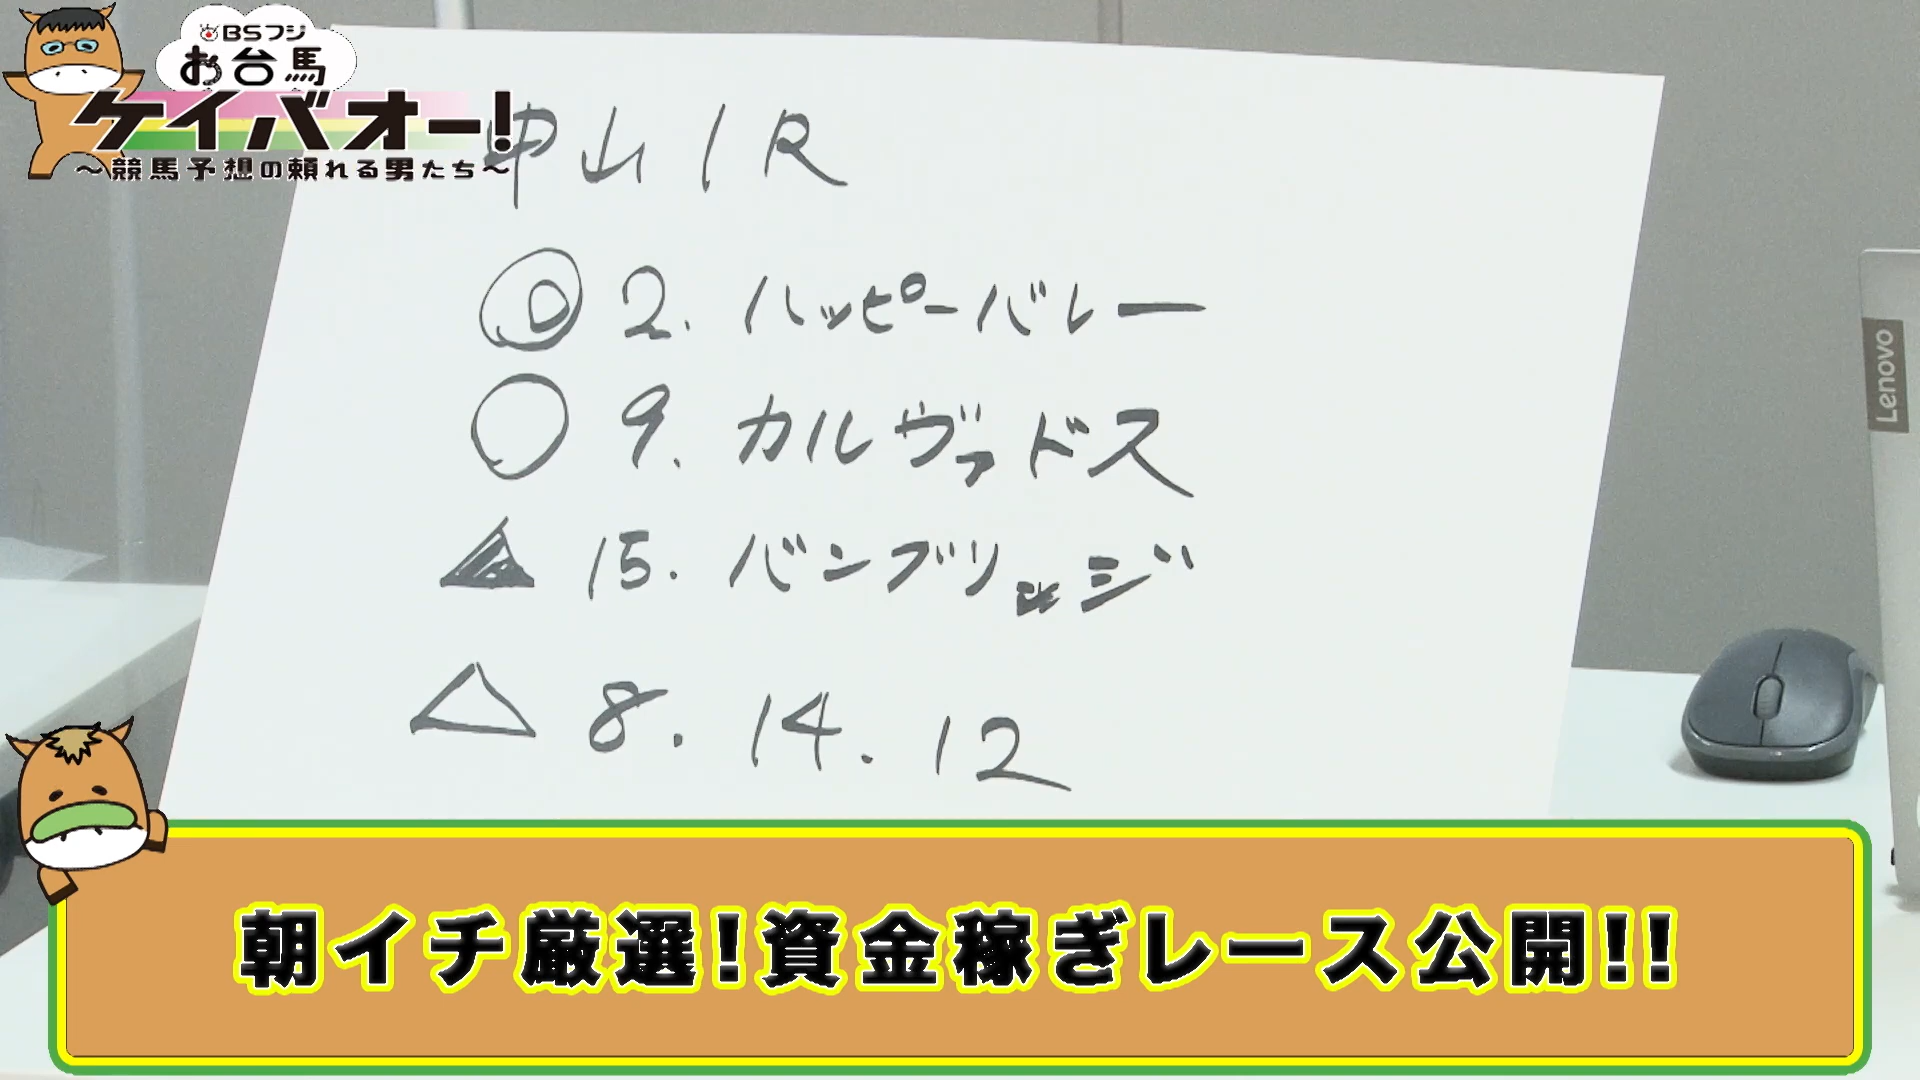 BSフジ
お台馬
ケイバオー!
～競馬予想の頼れる男たち～
中山1R
◎ 2. ハッピーバレー
○ 9. カルヴァドス
▲ 15. バンブリッジ
△ 8. 14. 12
Lenovo
朝イチ厳選!資金稼ぎレース公開!!